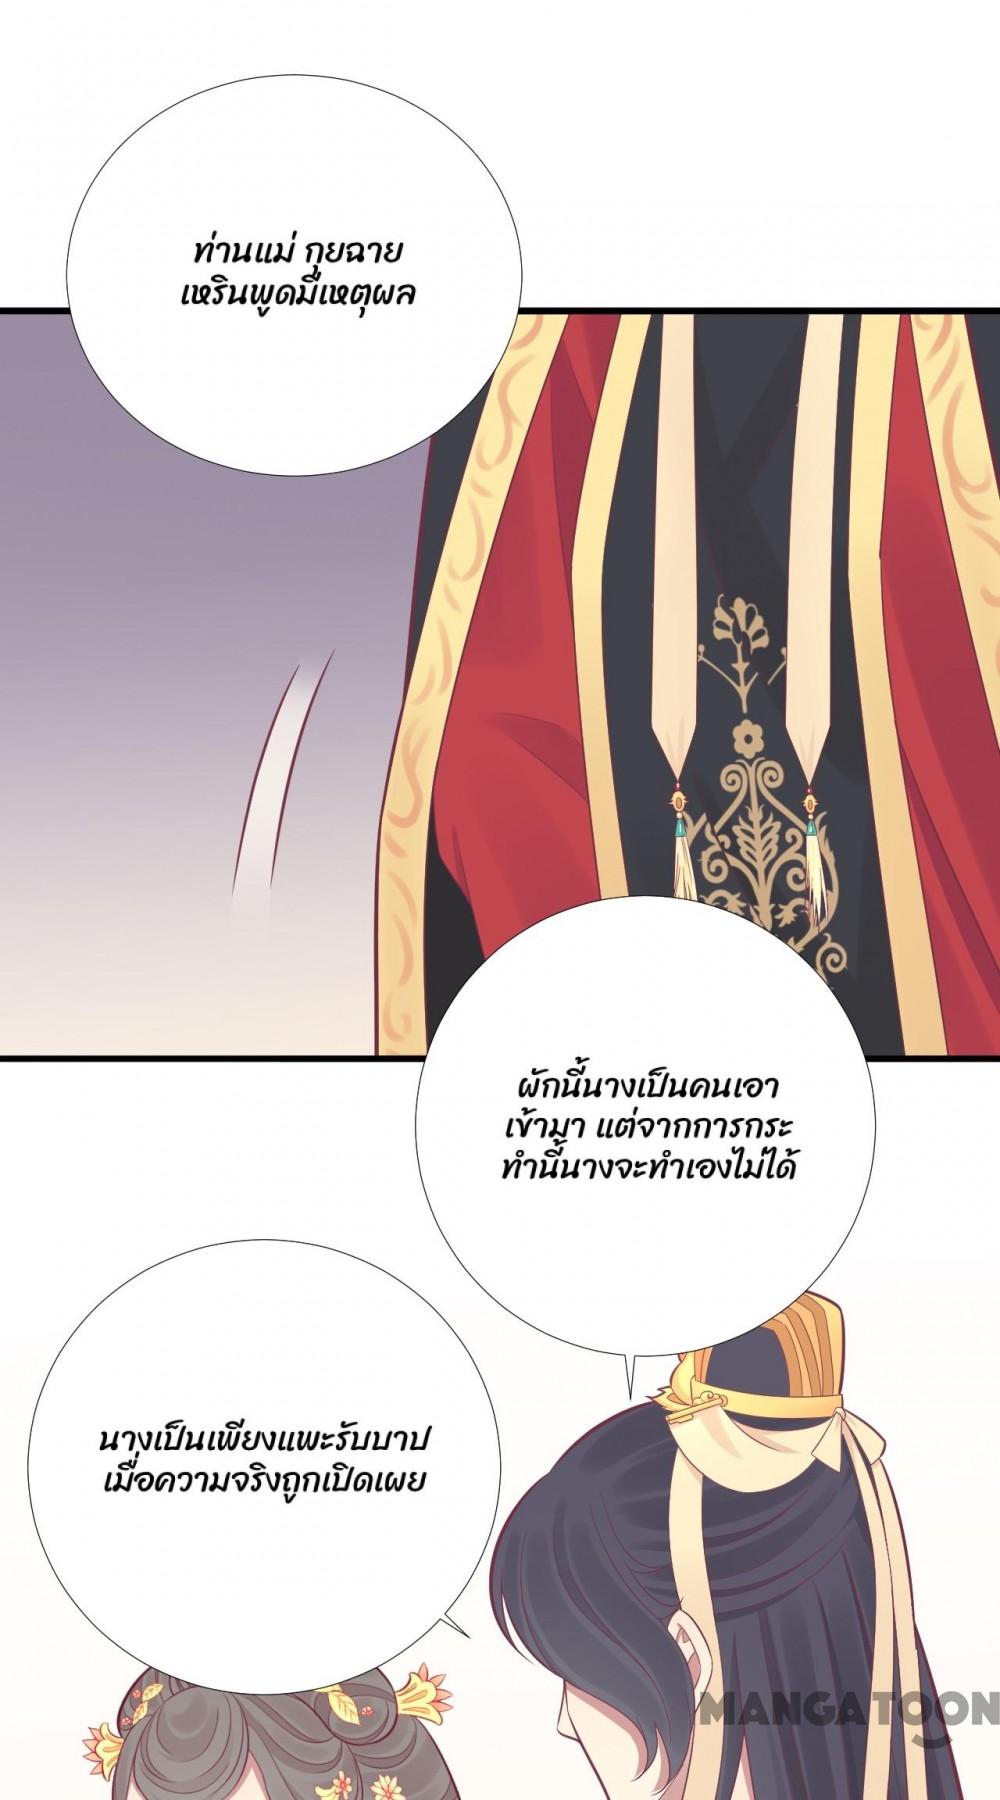 ท่านแม่ กุยฉาย
เหรินพูดมีเหตุผล
ผักนี้นางเป็นคนเอา
เข้ามา แต่จากการกระ
ทำนี้นางจะทำเองไม่ได้
นางเป็นเพียงแพะรับบาป
เมื่อความจริงถูกเปิดเผย
MANGATOON